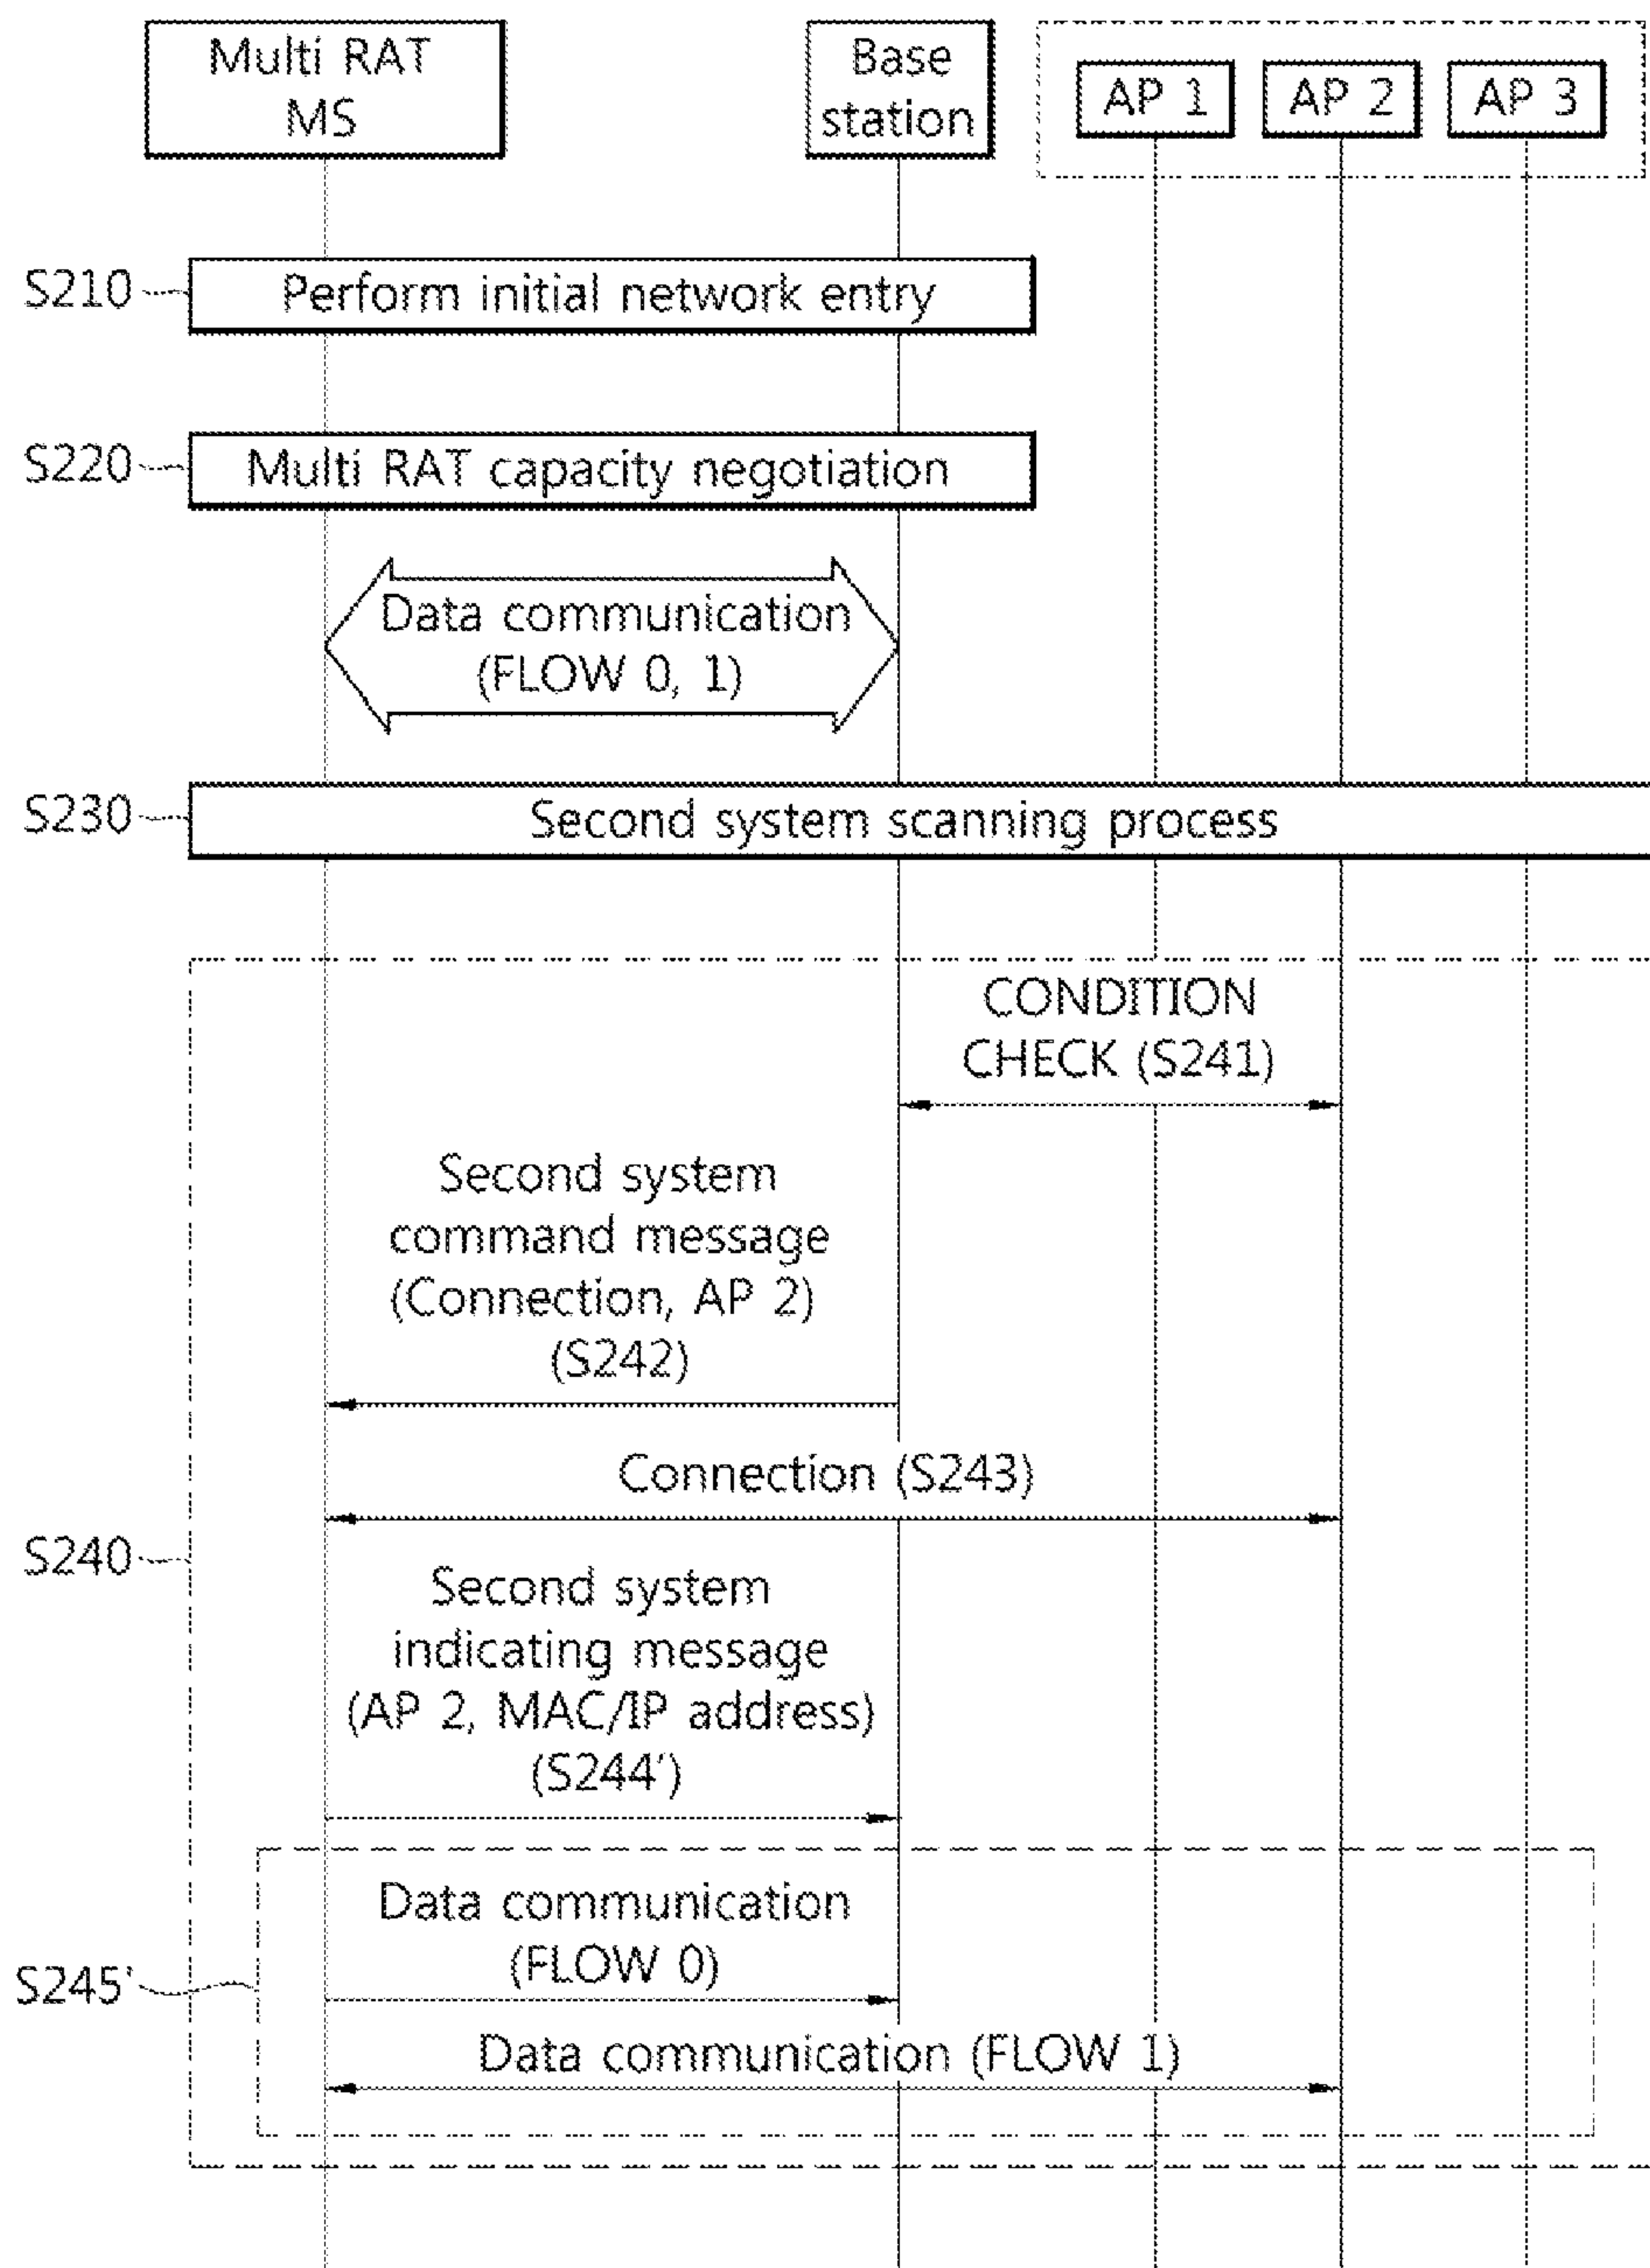 Multi RAT
MS
Base
station
AP 1
AP 2
AP 3
S210
Perform initial network entry
S220
Multi RAT capacity negotiation
Data communication
(FLOW 0, 1)
S230
Second system scanning process
CONDITION
CHECK (S241)
Second system
command message
(Connection, AP 2)
(S242)
Connection (S243)
S240
Second system
indicating message
(AP 2, MAC/IP address)
(S244')
Data communication
(FLOW 0)
S245'
Data communication (FLOW 1)